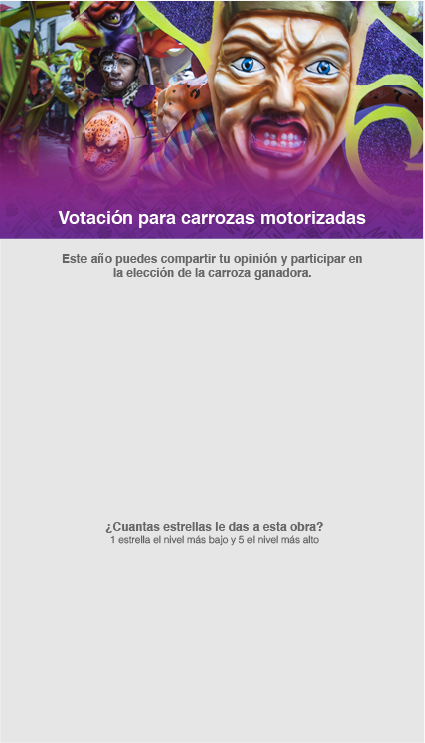 Votación para carrozas motorizadas
Este año puedes compartir tu opinión y participar en
la elección de la carroza ganadora.
¿Cuantas estrellas le das a esta obra?
1 estrella el nivel más bajo y 5 el nivel más alto